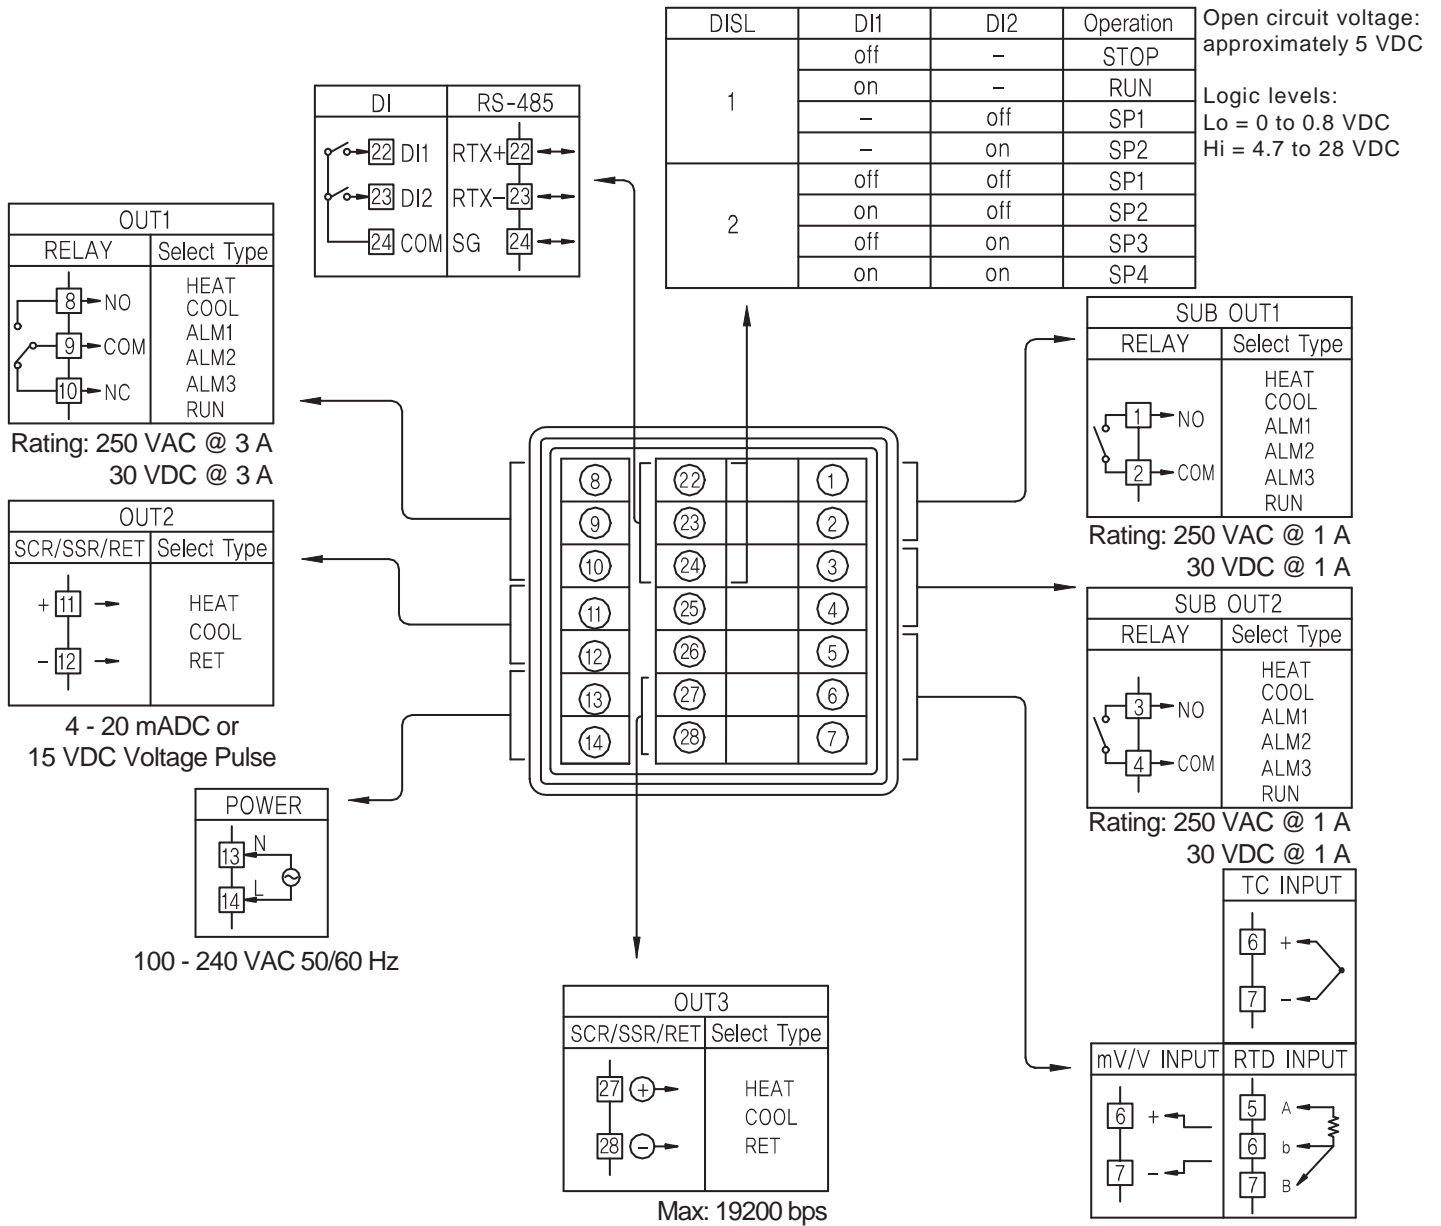 DISL DI1 DI2 Operation
1
off – STOP
on – RUN
– off SP1
– on SP2
2
off off SP1
on off SP2
off on SP3
on on SP4
Open circuit voltage:
approximately 5 VDC
Logic levels:
Lo = 0 to 0.8 VDC
Hi = 4.7 to 28 VDC
DI RS-485
22 DI1 RTX+ 22
23 DI2 RTX− 23
24 COM SG 24
OUT1
RELAY Select Type
8 NO
9 COM
10 NC
HEAT
COOL
ALM1
ALM2
ALM3
RUN
Rating: 250 VAC @ 3 A
30 VDC @ 3 A
OUT2
SCR/SSR/RET Select Type
+ 11
- 12
HEAT
COOL
RET
4 - 20 mADC or
15 VDC Voltage Pulse
POWER
13 N
14 L
100 - 240 VAC 50/60 Hz
8 22 1
9 23 2
10 24 3
11 25 4
12 26 5
13 27 6
14 28 7
SUB OUT1
RELAY Select Type
1 NO
2 COM
HEAT
COOL
ALM1
ALM2
ALM3
RUN
Rating: 250 VAC @ 1 A
30 VDC @ 1 A
SUB OUT2
RELAY Select Type
3 NO
4 COM
HEAT
COOL
ALM1
ALM2
ALM3
RUN
Rating: 250 VAC @ 1 A
30 VDC @ 1 A
TC INPUT
6 +
7 -
mV/V INPUT
6 +
7 -
RTD INPUT
5 A
6 b
7 B
OUT3
SCR/SSR/RET Select Type
27 +
28 -
HEAT
COOL
RET
Max: 19200 bps